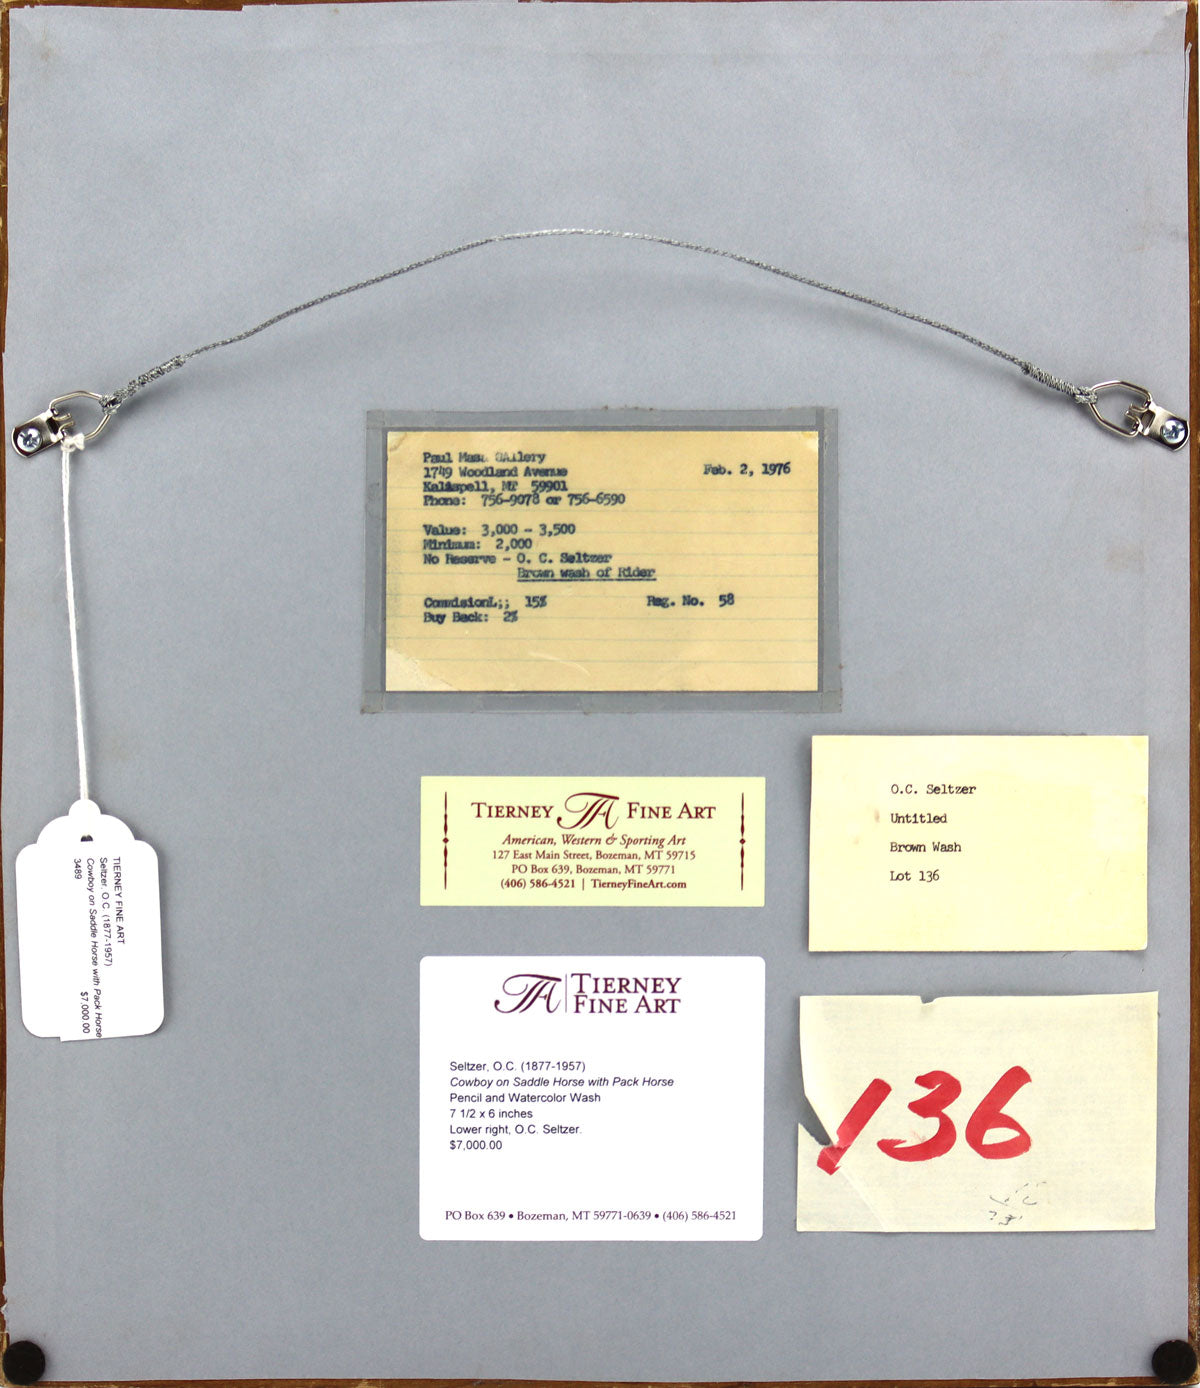 Paul Gallery
1749 Woodland Avenue
Kalispell, MT 59901
Phone: 756-9078 or 756-6590
Feb. 2, 1976
Value: 3,000 - 3,500
Minimum: 2,000
No Reserve - O. C. Seltzer
Brown wash of Rider
CommisionL;; 15%
Reg. No. 58
Buy Back: 2%
TIERNEY TFA FINE ART
American, Western & Sporting Art
127 East Main Street, Bozeman, MT 59715
PO Box 639, Bozeman, MT 59771
(406) 586-4521 | TierneyFineArt.com
O.C. Seltzer
Untitled
Brown Wash
Lot 136
TIERNEY FINE ART
Seltzer, O.C. (1877-1957)
Cowboy on Saddle Horse with Pack Horse
3489 $7,000.00
TFA TIERNEY
FINE ART
Seltzer, O.C. (1877-1957)
Cowboy on Saddle Horse with Pack Horse
Pencil and Watercolor Wash
7 1/2 x 6 inches
Lower right, O.C. Seltzer.
$7,000.00
PO Box 639 • Bozeman, MT 59771-0639 • (406) 586-4521
136